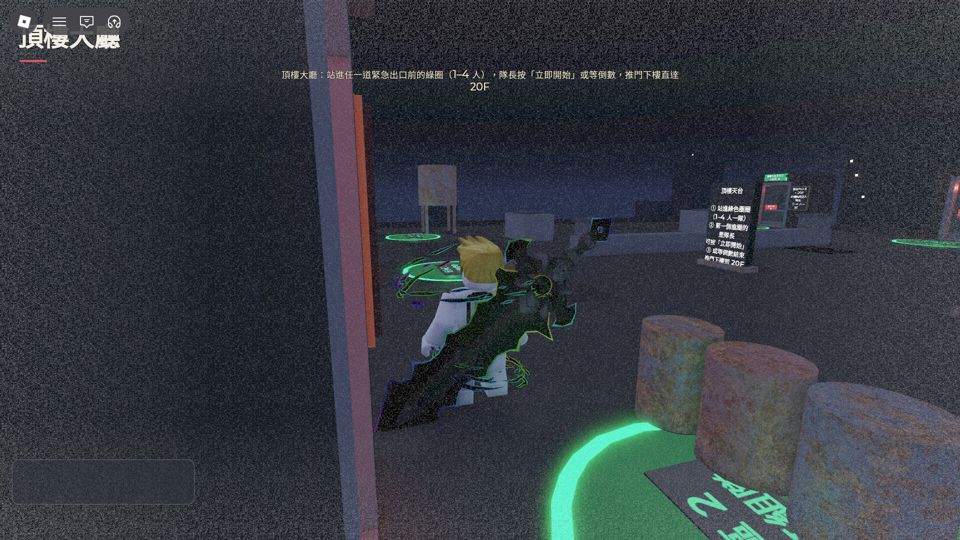 頂樓大廳
頂樓大廳：站進任一道緊急出口前的綠圈（1–4 人），隊長按「立即開始」或等倒數，推門下樓直達
20F
頂樓天台
① 站進綠色圈圈
（1-4 人一隊）
② 第一個進圈的
是隊長
可按「立即開始」
③ 或等倒數結束
推門下樓到 20F
2